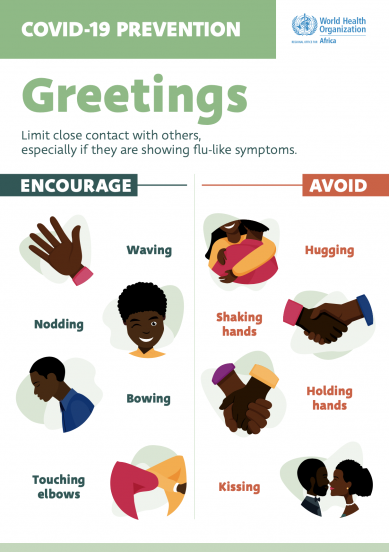 COVID-19 PREVENTION
World Health
Organization
REGIONAL OFFICE FOR Africa
Greetings
Limit close contact with others,
especially if they are showing flu-like symptoms.
ENCOURAGE
AVOID
Waving
Hugging
Nodding
Shaking
hands
Bowing
Holding
hands
Touching
elbows
Kissing